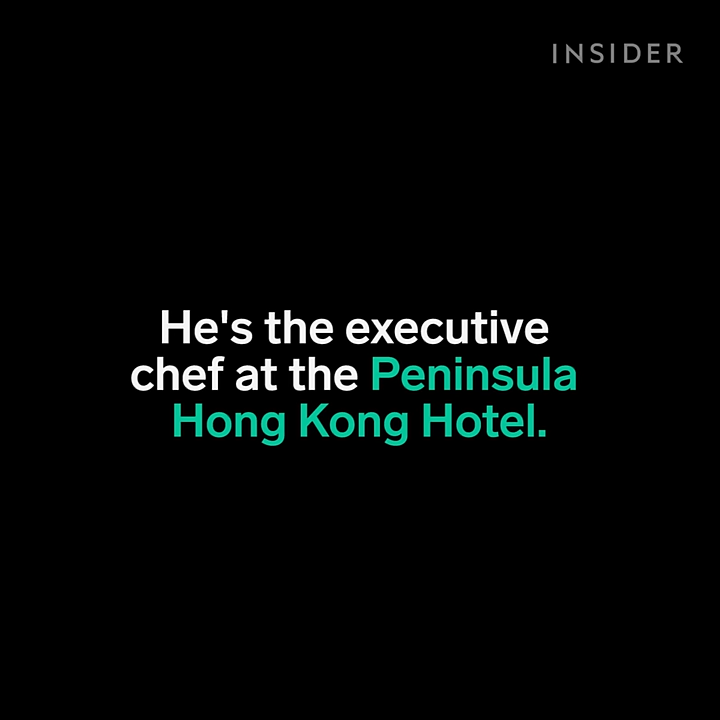 INSIDER
He's the executive
chef at the Peninsula
Hong Kong Hotel.